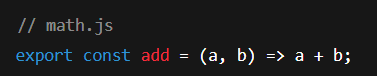 // math.js
export const add = (a, b) => a + b;